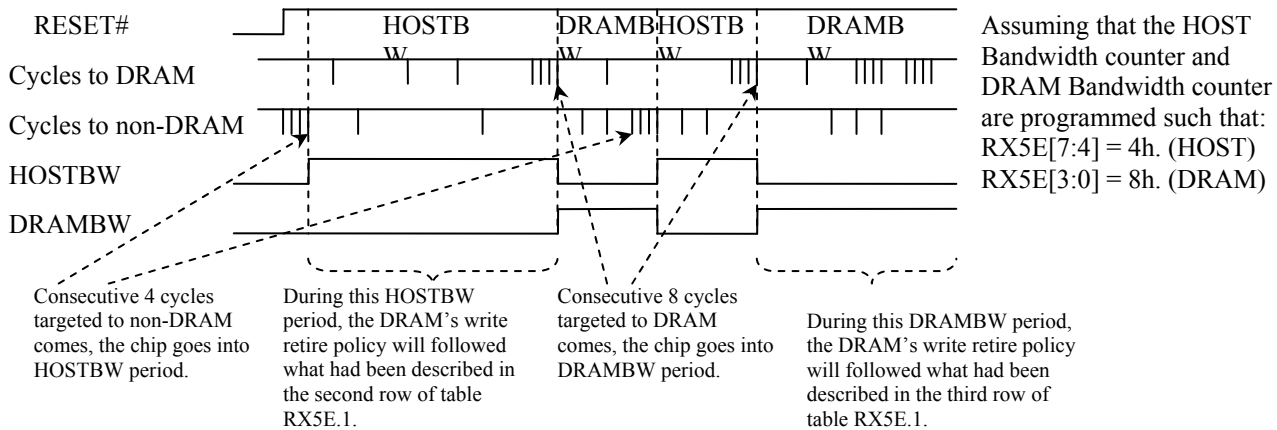 RESET#
HOSTB
W
DRAMB
W
HOSTB
W
DRAMB
W
Cycles to DRAM
Cycles to non-DRAM
HOSTBW
DRAMBW
Assuming that the HOST
Bandwidth counter and
DRAM Bandwidth counter
are programmed such that:
RX5E[7:4] = 4h. (HOST)
RX5E[3:0] = 8h. (DRAM)
Consecutive 4 cycles
targeted to non-DRAM
comes, the chip goes into
HOSTBW period.
During this HOSTBW
period, the DRAM's write
retire policy will followed
what had been described in
the second row of table
RX5E.1.
Consecutive 8 cycles
targeted to DRAM
comes, the chip goes into
DRAMBW period.
During this DRAMBW period,
the DRAM's write retire policy
will followed what had been
described in the third row of
table RX5E.1.